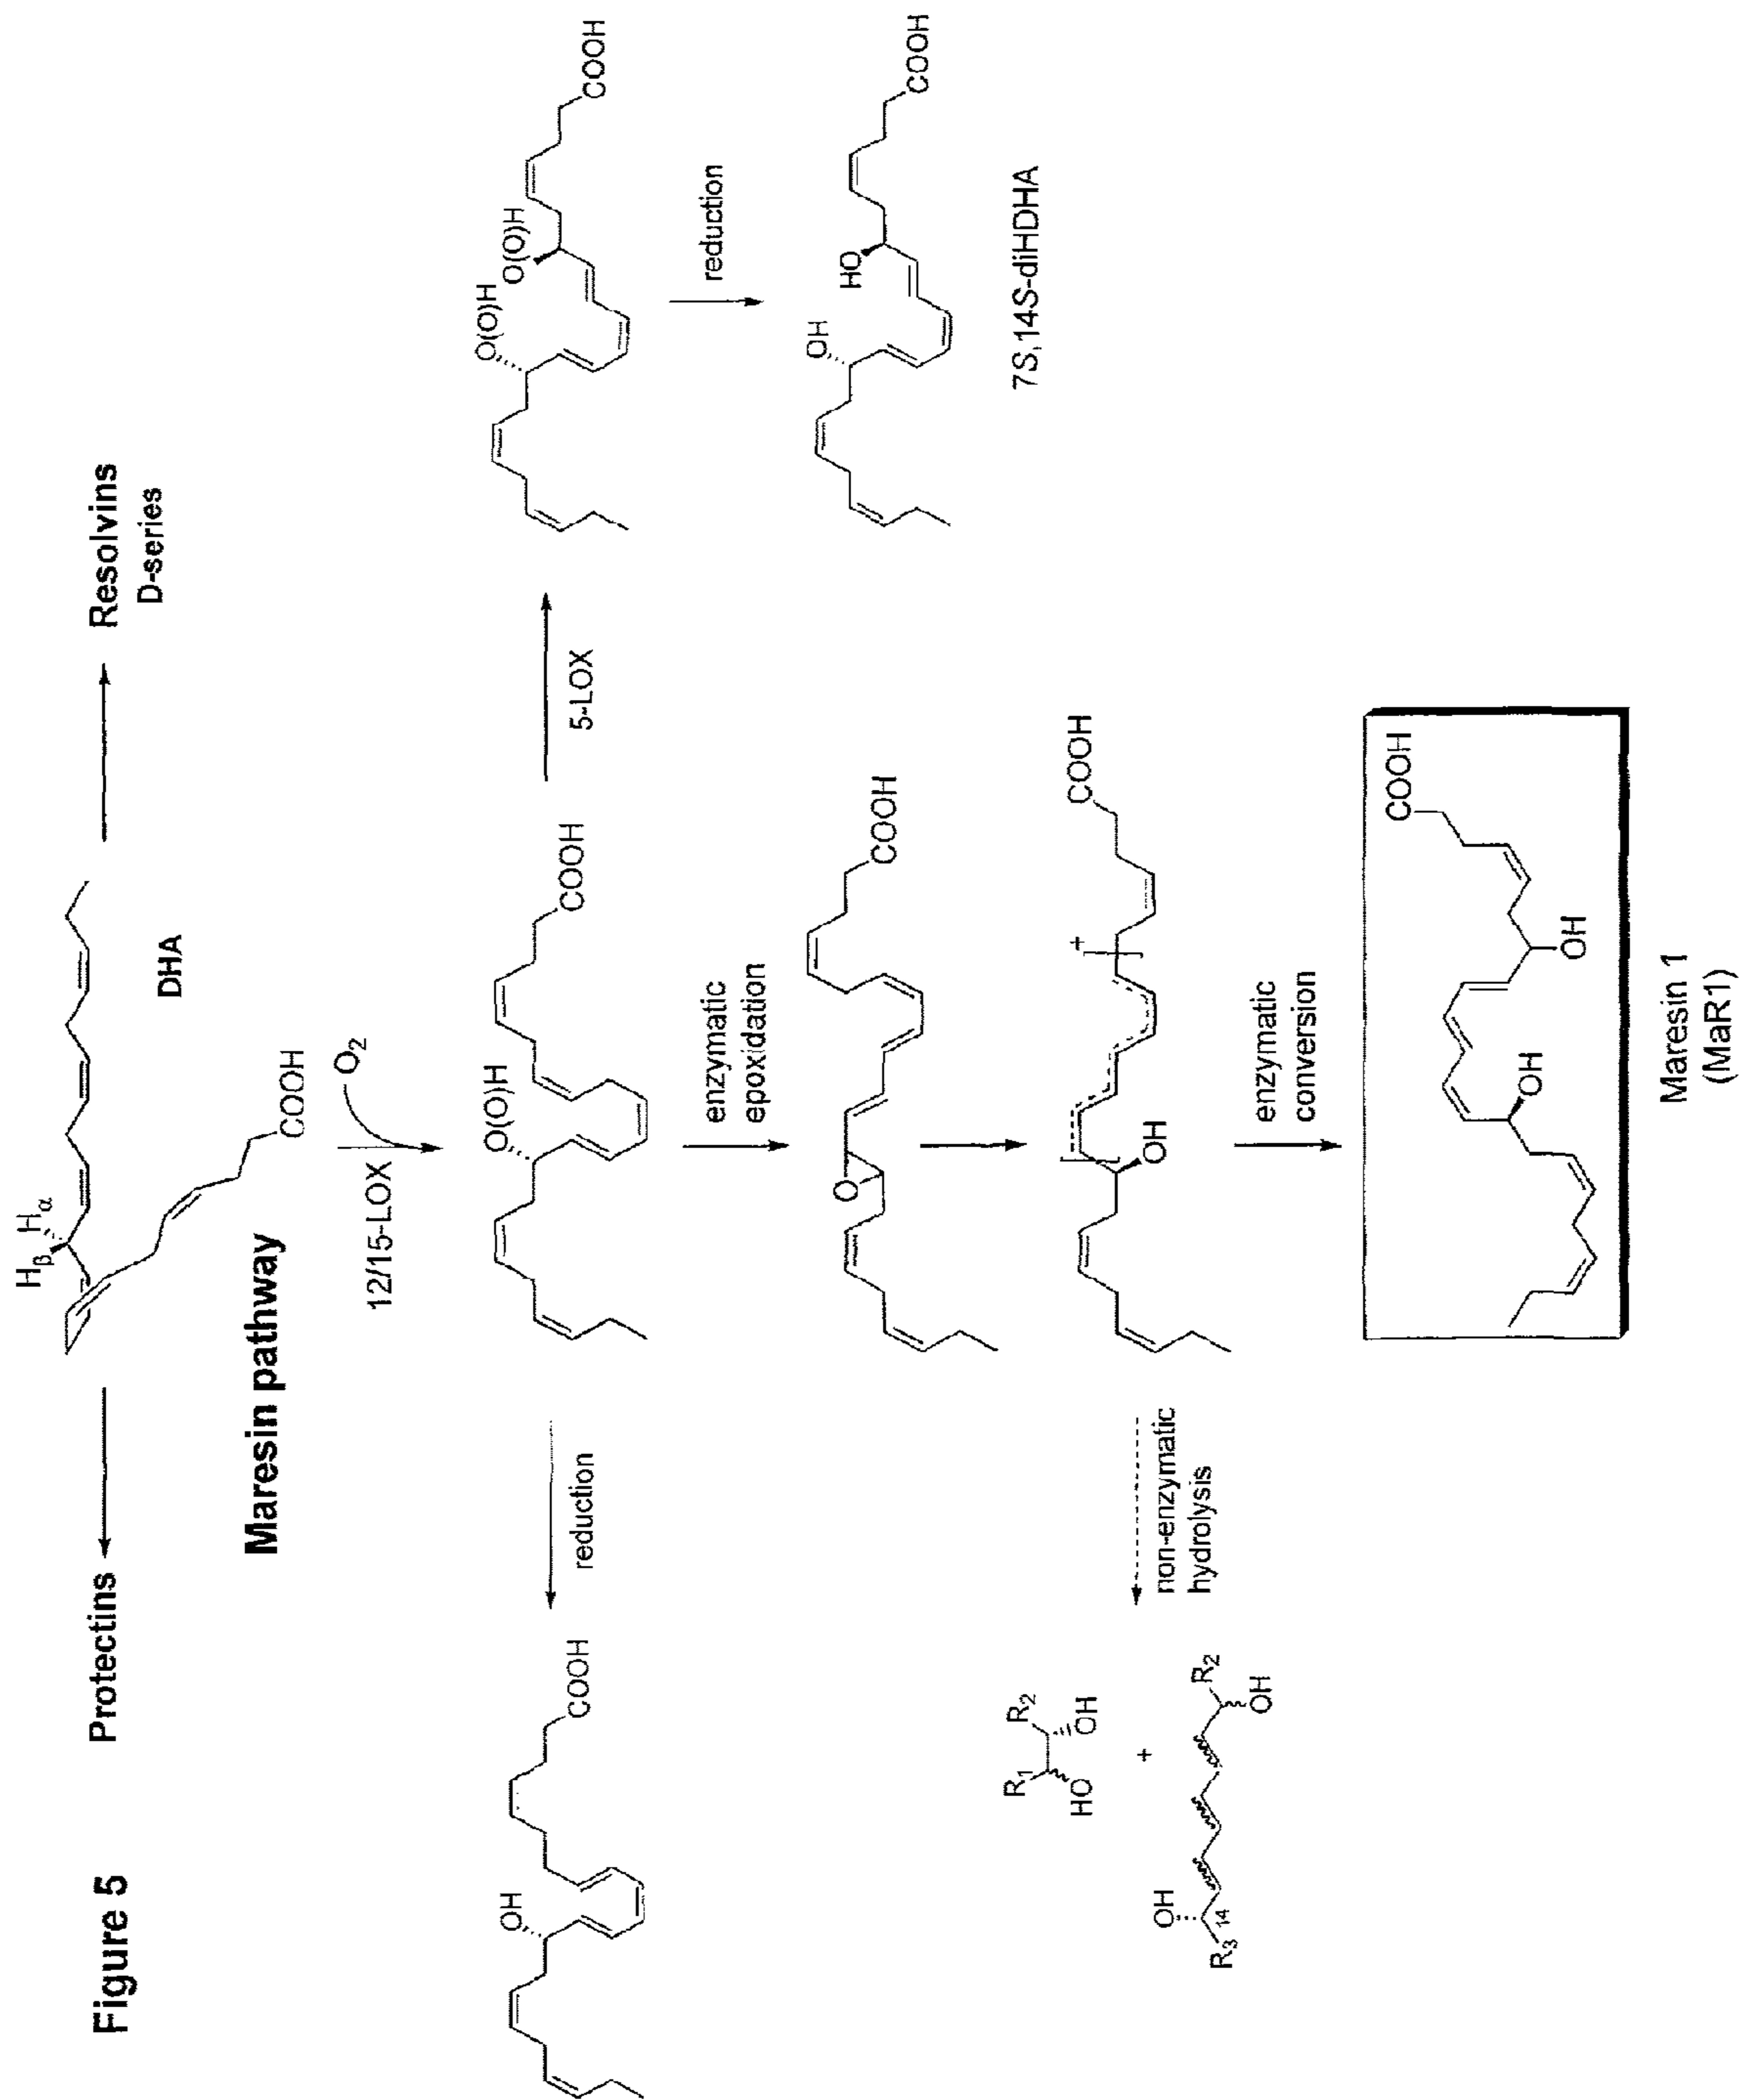 Figure 5
Protectins
Resolvins
D-series
Hβ
Hα
COOH
DHA
Maresin pathway
12/15-LOX
O2
OH
COOH
reduction
O(O)H
COOH
5-LOX
O(O)H
O(O)H
COOH
enzymatic
epoxidation
reduction
O
COOH
HO
OH
COOH
7S,14S-diHDHA
R1
R2
HO
OH
+
OH
R3
14
R2
OH
non-enzymatic
hydrolysis
+
OH
COOH
enzymatic
conversion
OH
OH
COOH
Maresin 1
(MaR1)